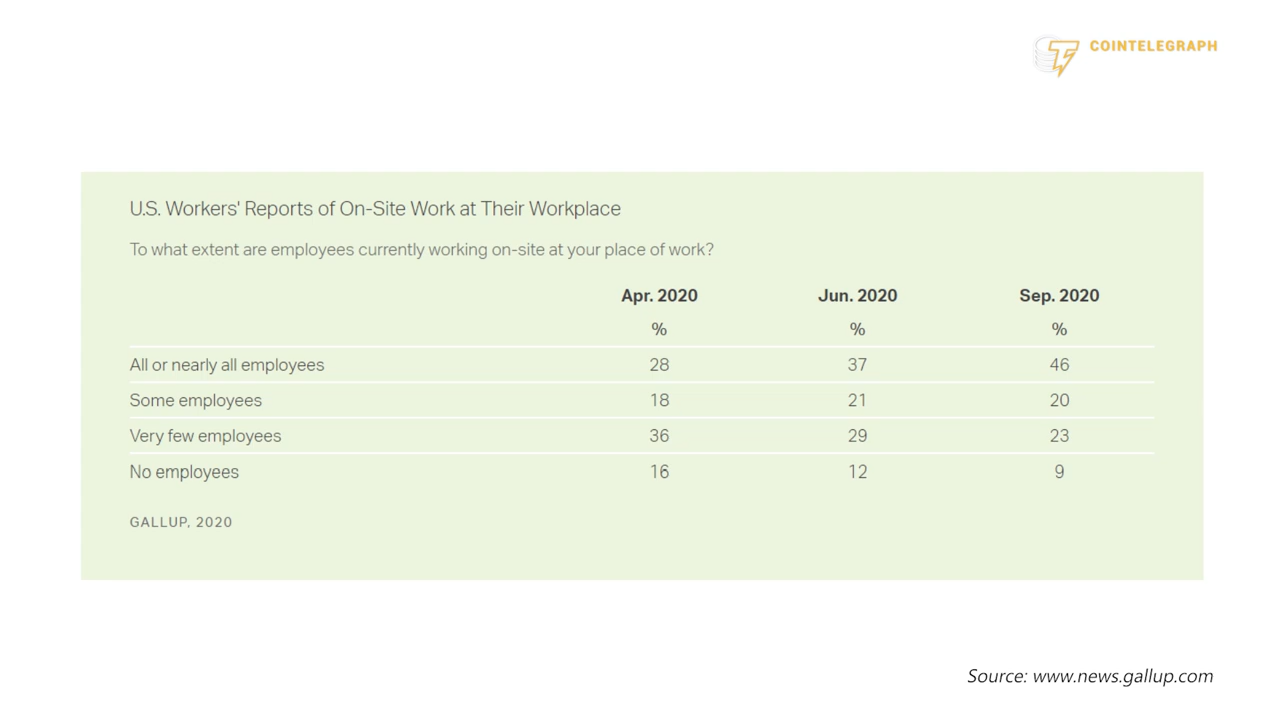 COINTELEGRAPH
U.S. Workers' Reports of On-Site Work at Their Workplace
To what extent are employees currently working on-site at your place of work?
Apr. 2020 Jun. 2020 Sep. 2020
% % %
All or nearly all employees 28 37 46
Some employees 18 21 20
Very few employees 36 29 23
No employees 16 12 9
GALLUP, 2020
Source: www.news.gallup.com